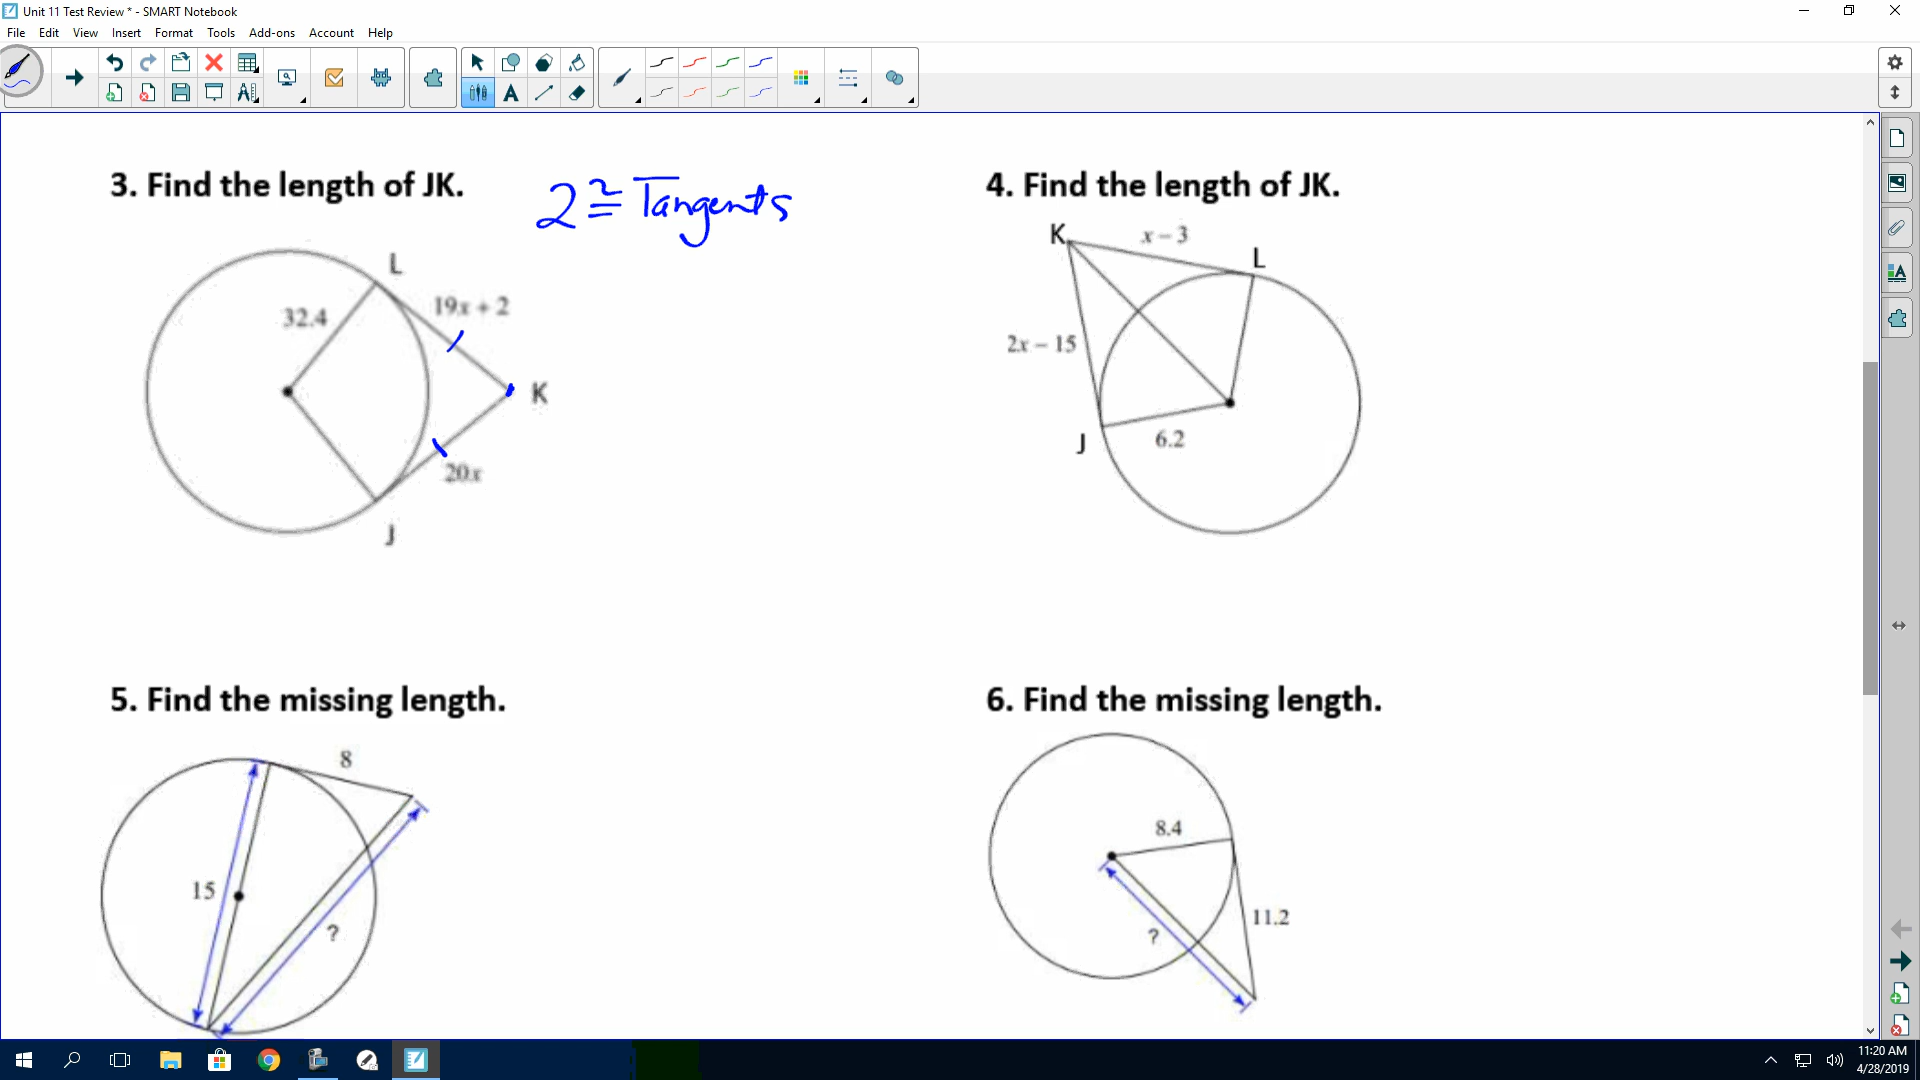 Unit 11 Test Review * - SMART Notebook
File Edit View Insert Format Tools Add-ons Account Help
3. Find the length of JK.
2 ≅ Tangents
L
32.4
19x + 2
K
20x
J
4. Find the length of JK.
K
x – 3
L
2x – 15
J
6.2
5. Find the missing length.
8
15
?
6. Find the missing length.
8.4
11.2
?
11:20 AM
4/28/2019